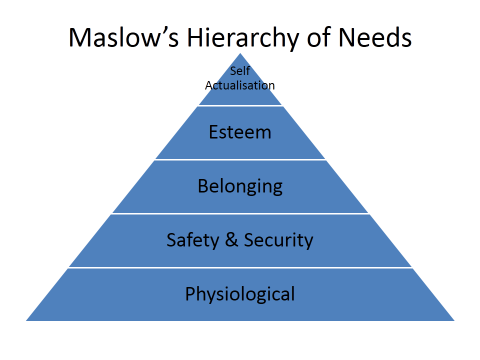 Maslow’s Hierarchy of Needs
Self
Actualisation
Esteem
Belonging
Safety & Security
Physiological